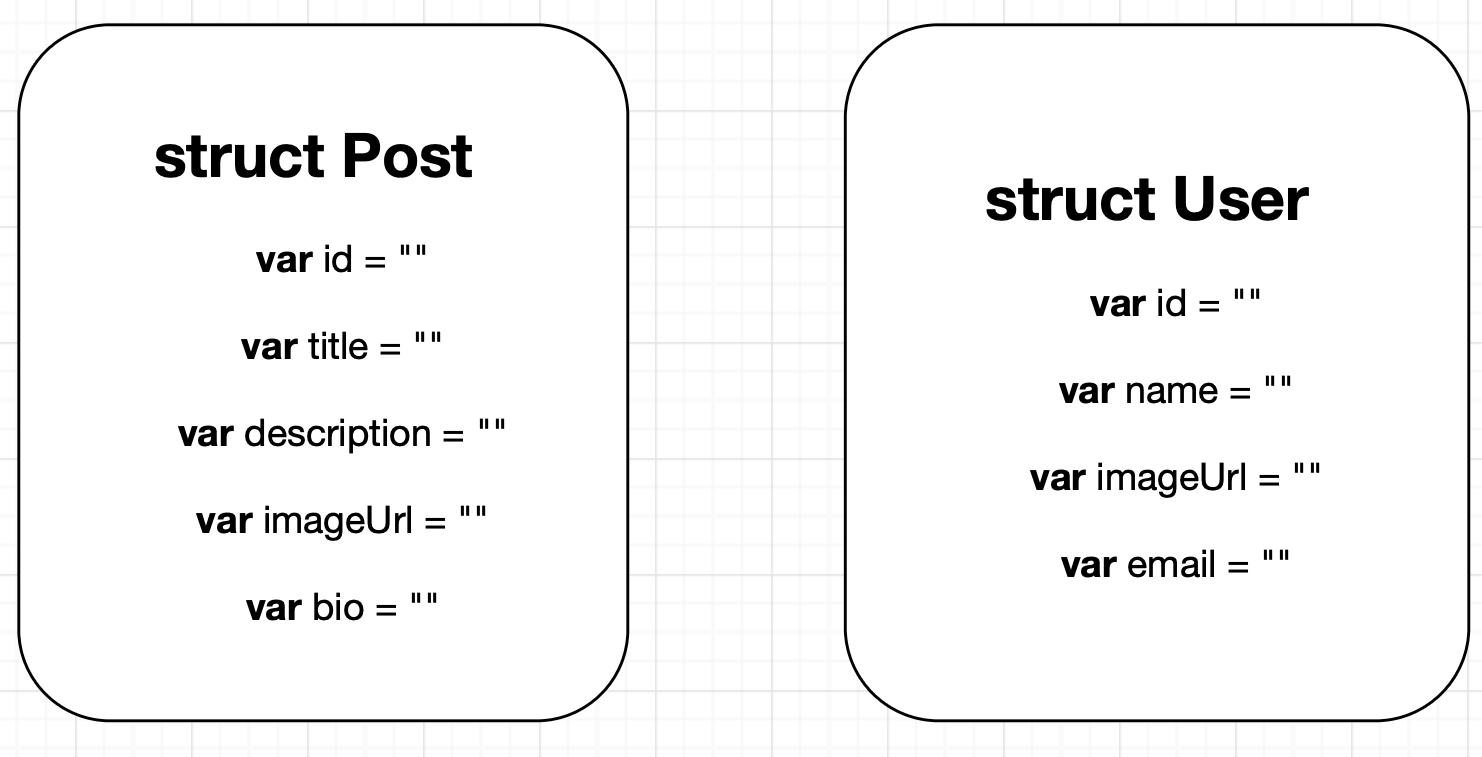 struct Post
var id = ""
var title = ""
var description = ""
var imageUrl = ""
var bio = ""
struct User
var id = ""
var name = ""
var imageUrl = ""
var email = ""